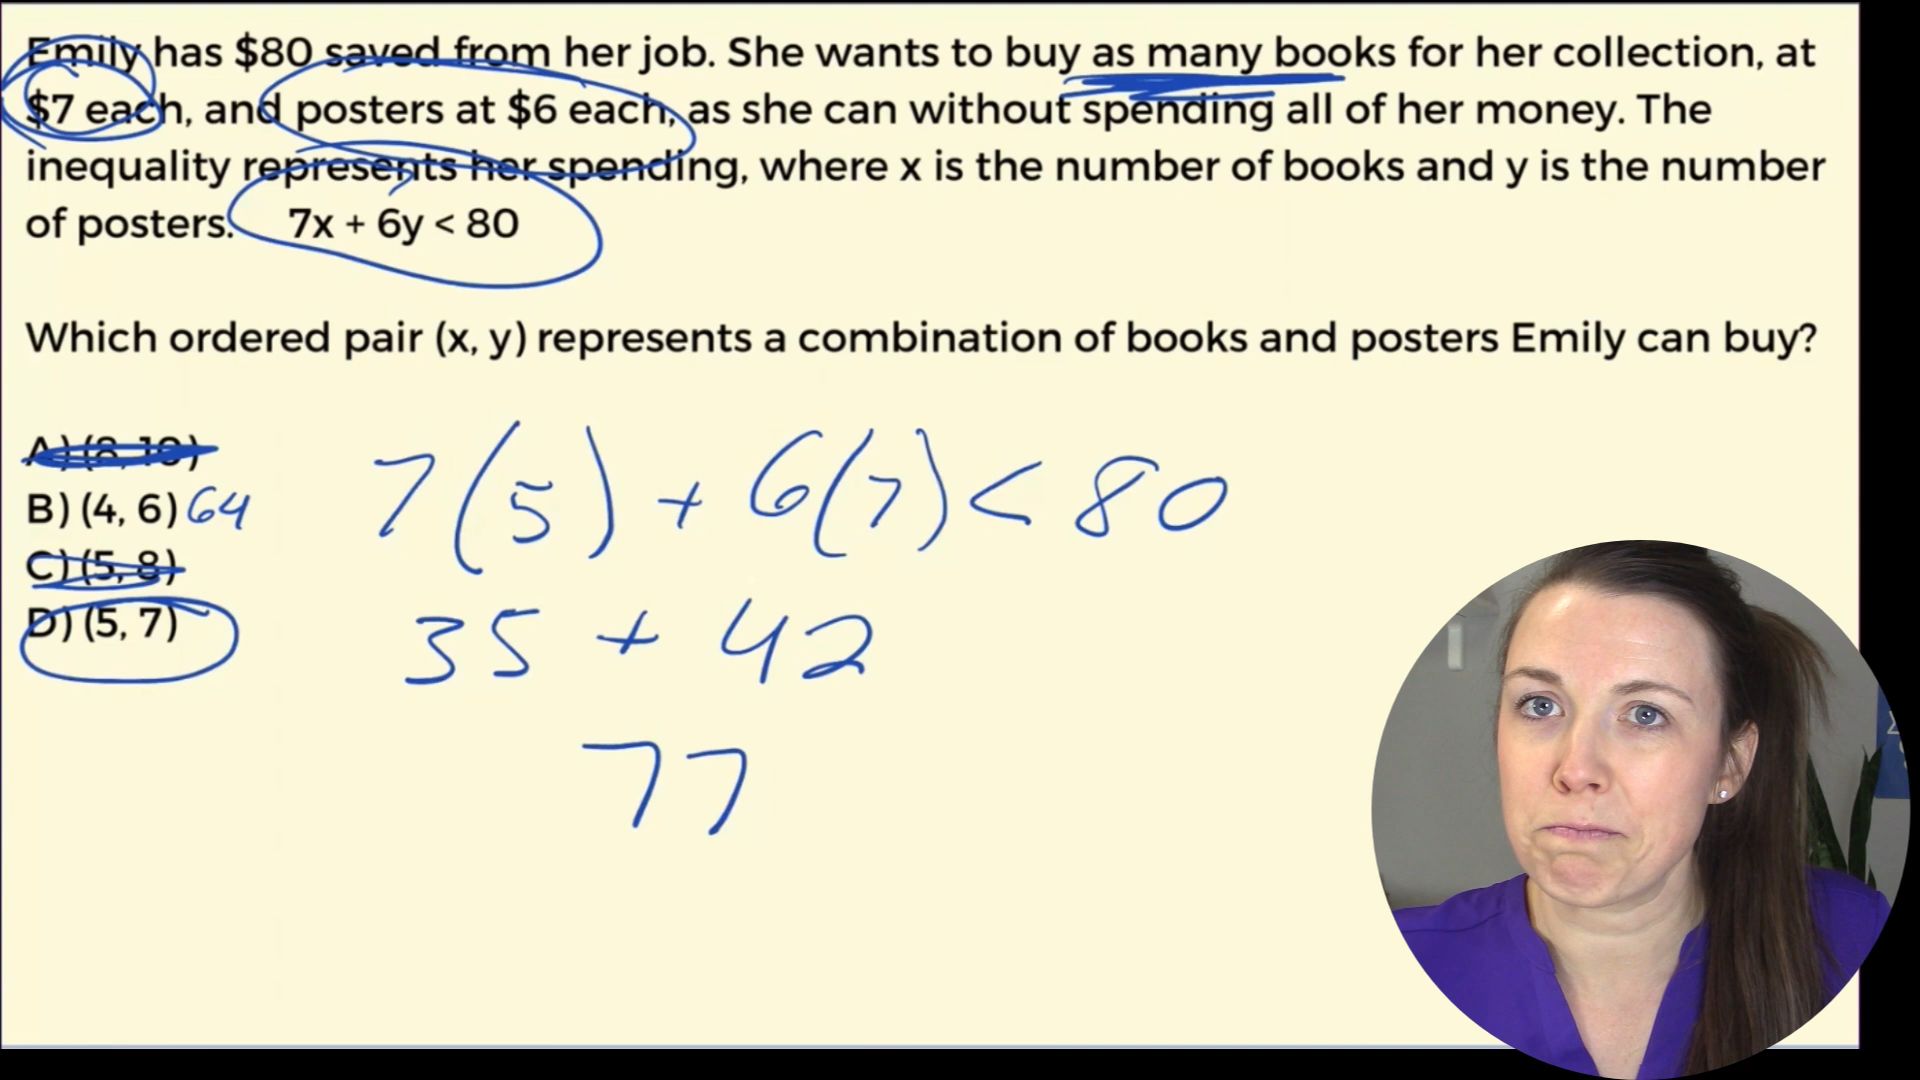 Emily has $80 saved from her job. She wants to buy as many books for her collection, at
$7 each, and posters at $6 each, as she can without spending all of her money. The
inequality represents her spending, where x is the number of books and y is the number
of posters. 7x + 6y < 80
Which ordered pair (x, y) represents a combination of books and posters Emily can buy?
A)
B) (4, 6) 64
C) (5, 8)
D) (5, 7)
7(5) + 6(7) < 80
35 + 42
77